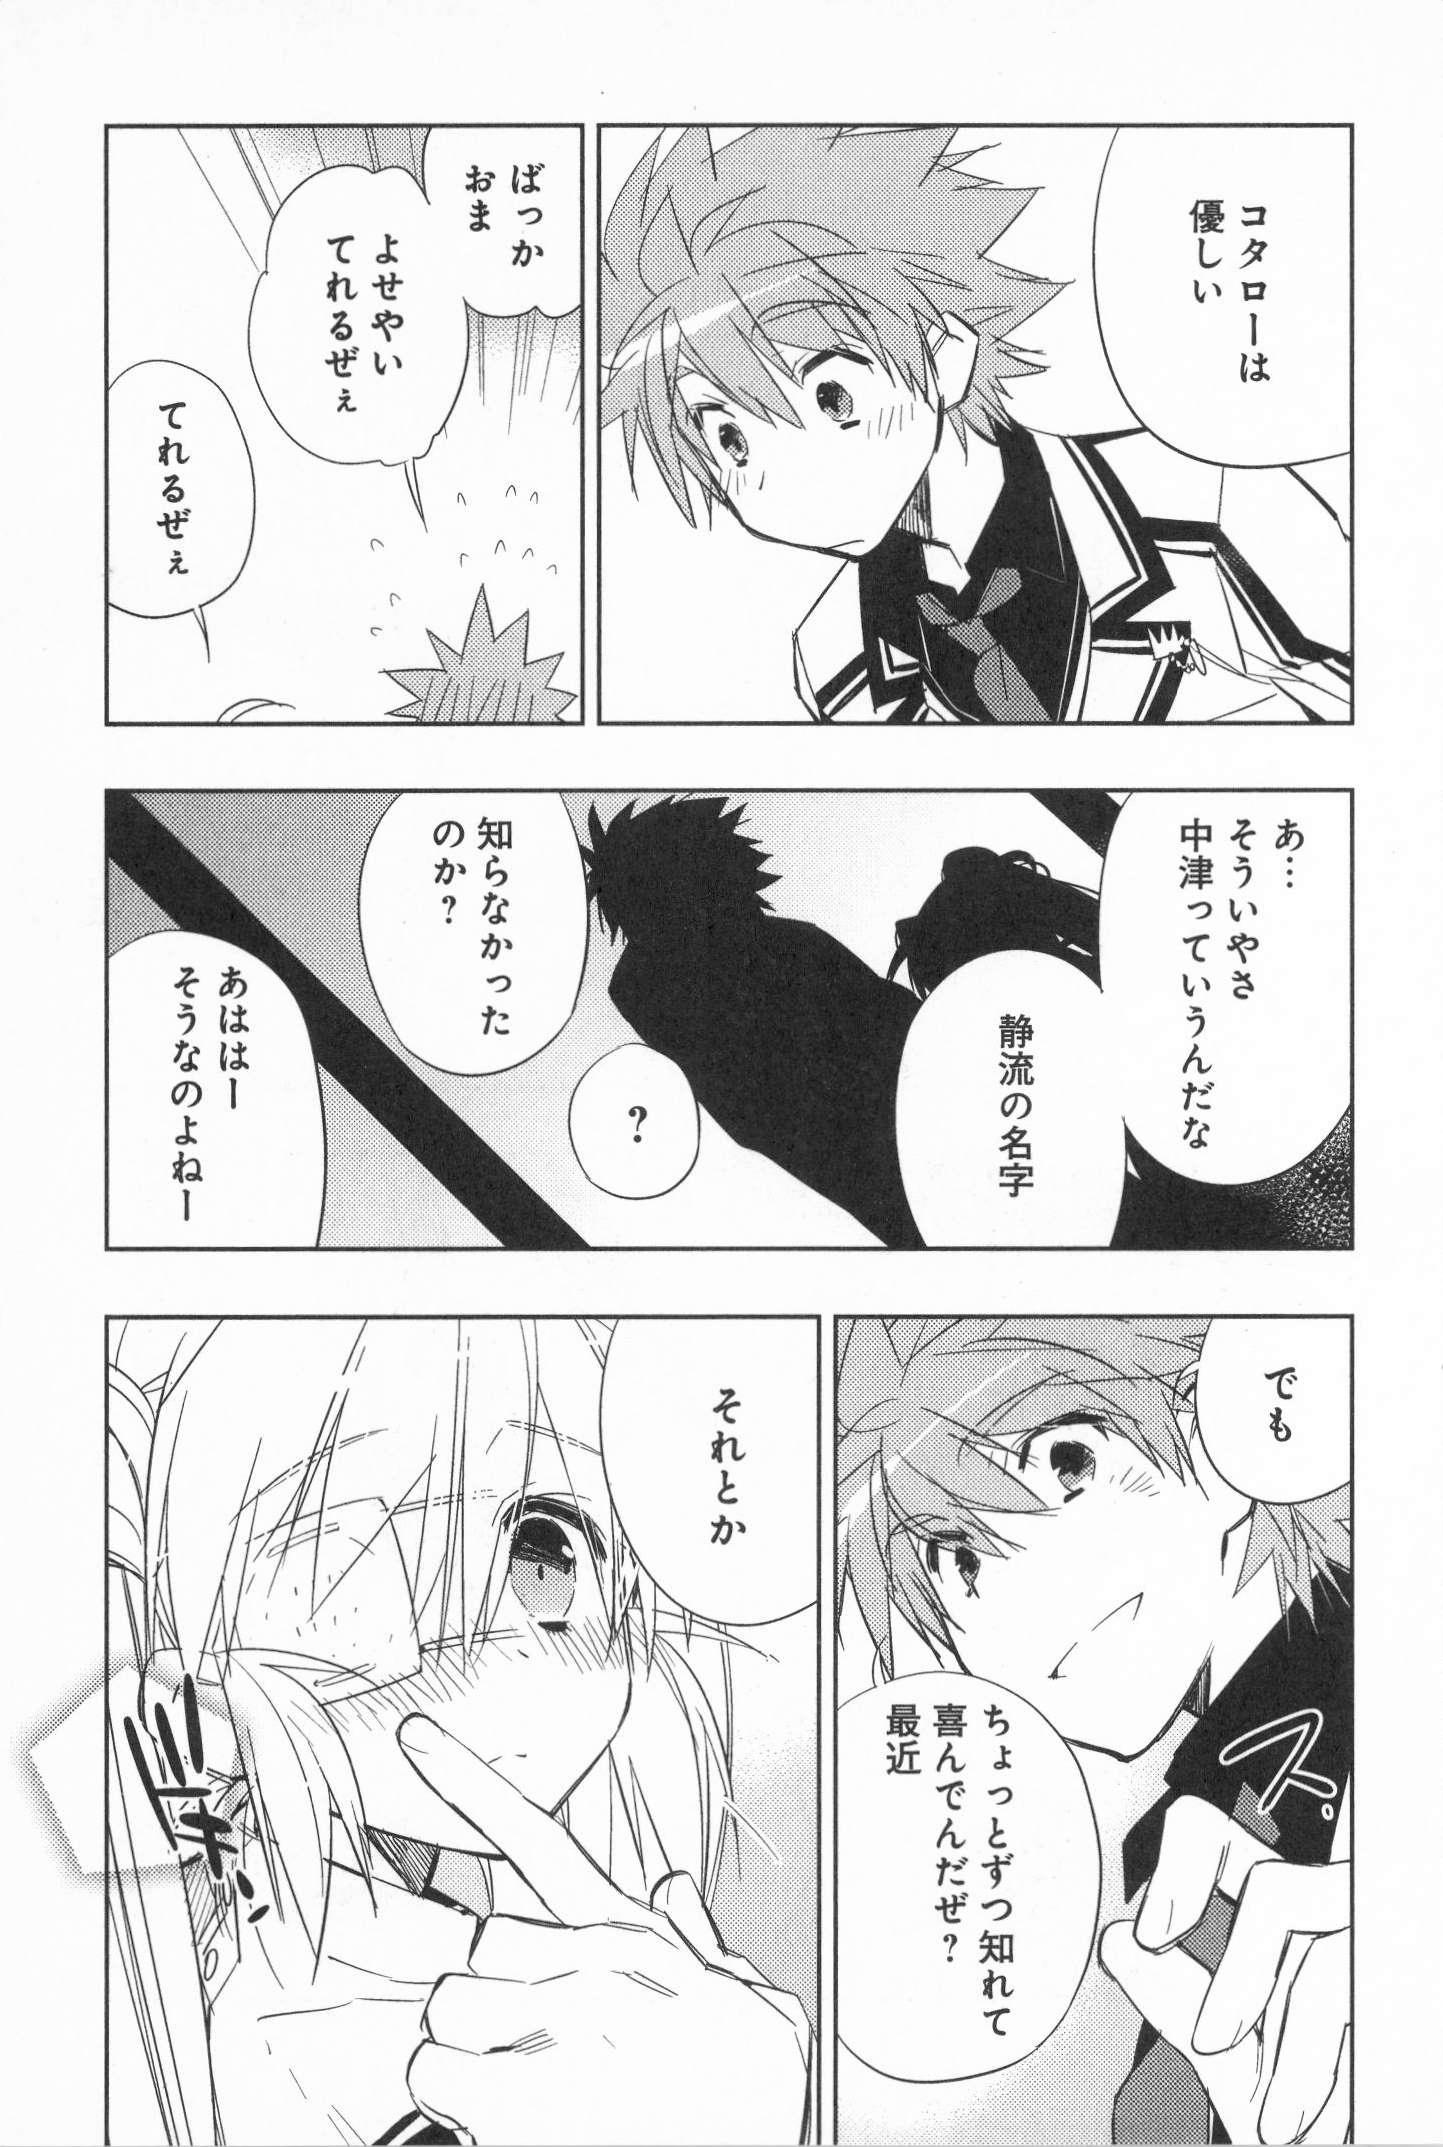 コタローは
優しい
ばっか
おま
よせやい
てれるぜぇ
てれるぜぇ
あ…
そういやさ
中津っていうんだな
静流の名字
？
知らなかった
のか？
あはは―
そうなのよね―
でも
ちょっとずつ知れて
喜んでんだぜ？
最近
スッ
それとか
ドキッ